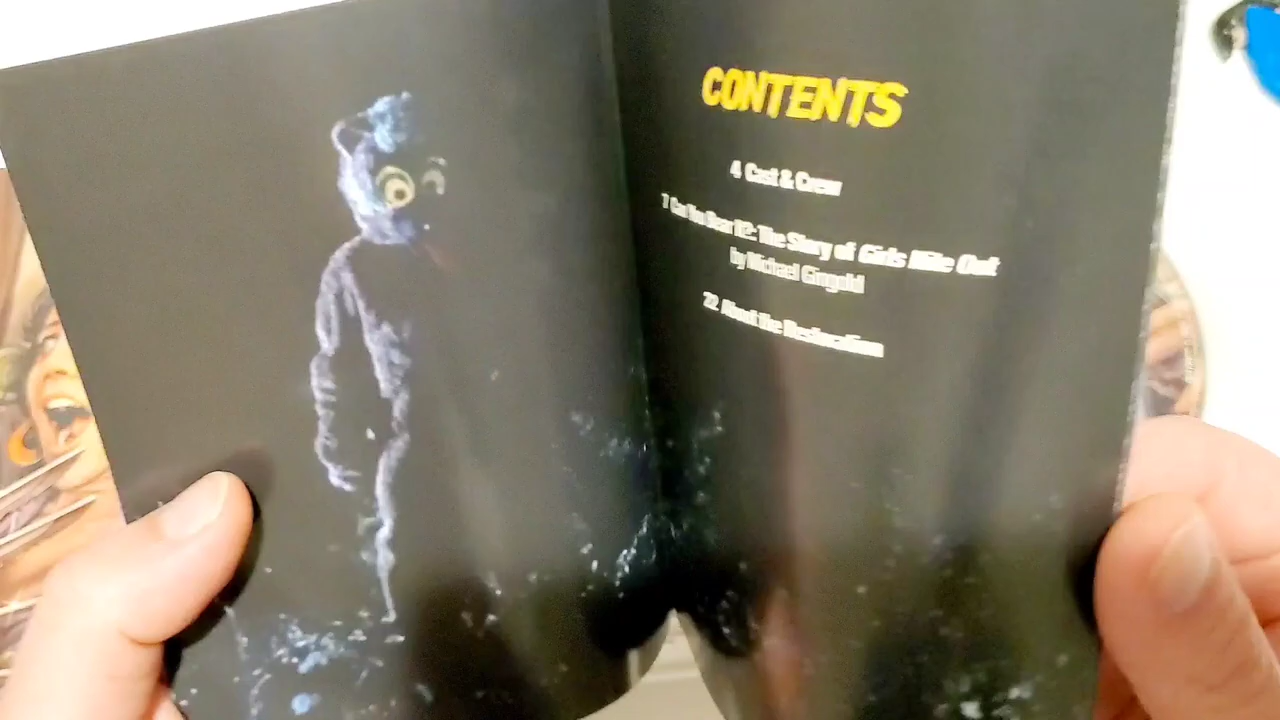 CONTENTS
4 Cast & Crew
7 Can You Bear It?: The Story of Girls Nite Out
by Michael Gingold
22 About the Restoration